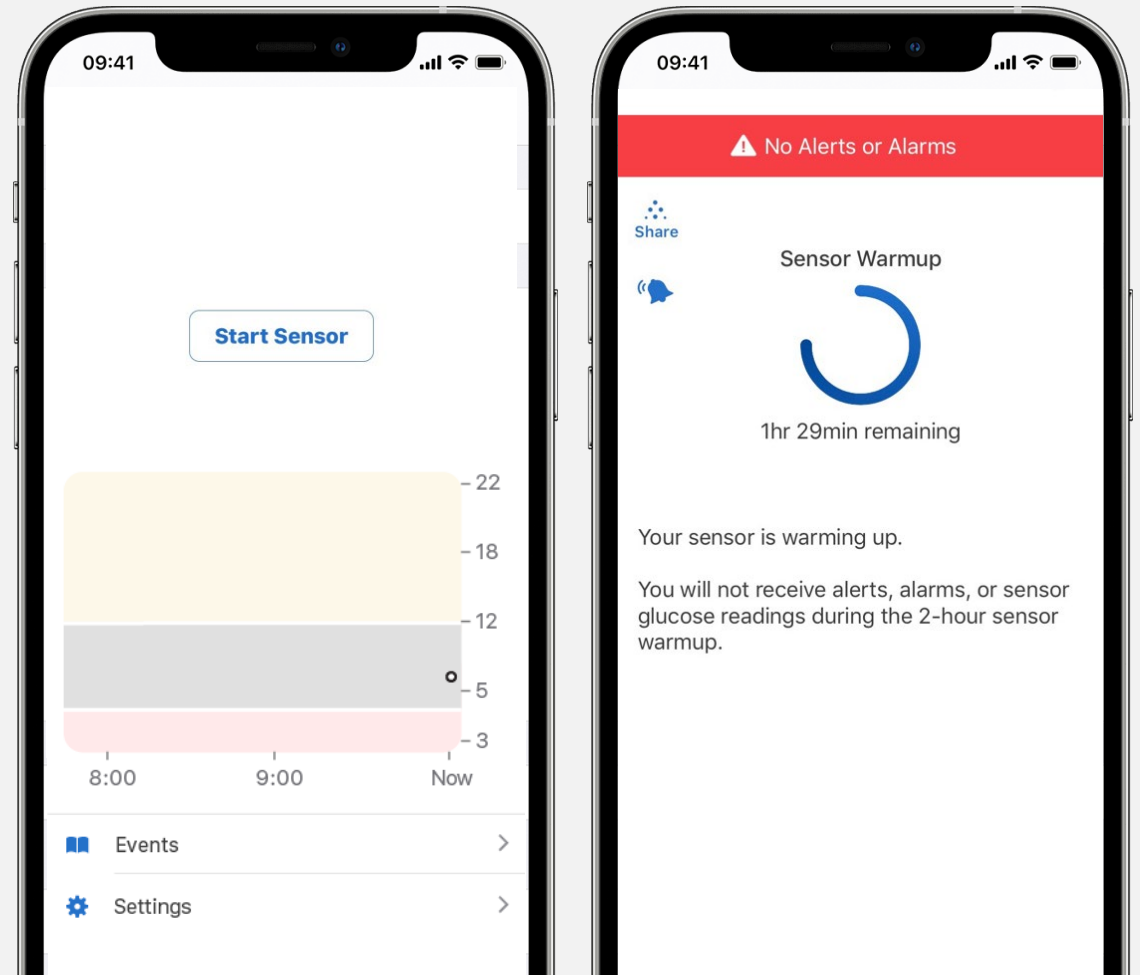 09:41
Start Sensor
22
18
12
5
3
8:00 9:00 Now
Events
Settings
09:41
No Alerts or Alarms
Share
Sensor Warmup
1hr 29min remaining
Your sensor is warming up.
You will not receive alerts, alarms, or sensor
glucose readings during the 2-hour sensor
warmup.